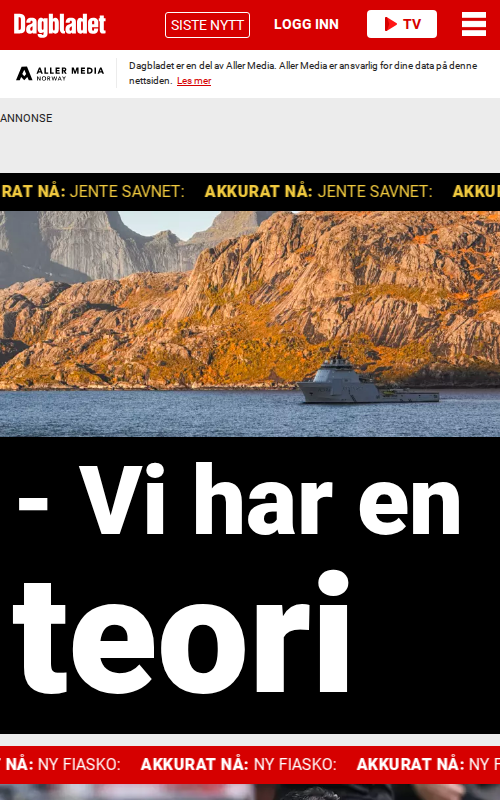 Dagbladet SISTE NYTT LOGG INN TV
ALLER MEDIA
NORWAY
Dagbladet er en del av Aller Media. Aller Media er ansvarlig for dine data på denne
nettsiden. Les mer
ANNONSE
RAT NÅ: JENTE SAVNET: AKKURAT NÅ: JENTE SAVNET: AKKU
- Vi har en
teori
NÅ: NY FIASKO: AKKURAT NÅ: NY FIASKO: AKKURAT NÅ: NY F